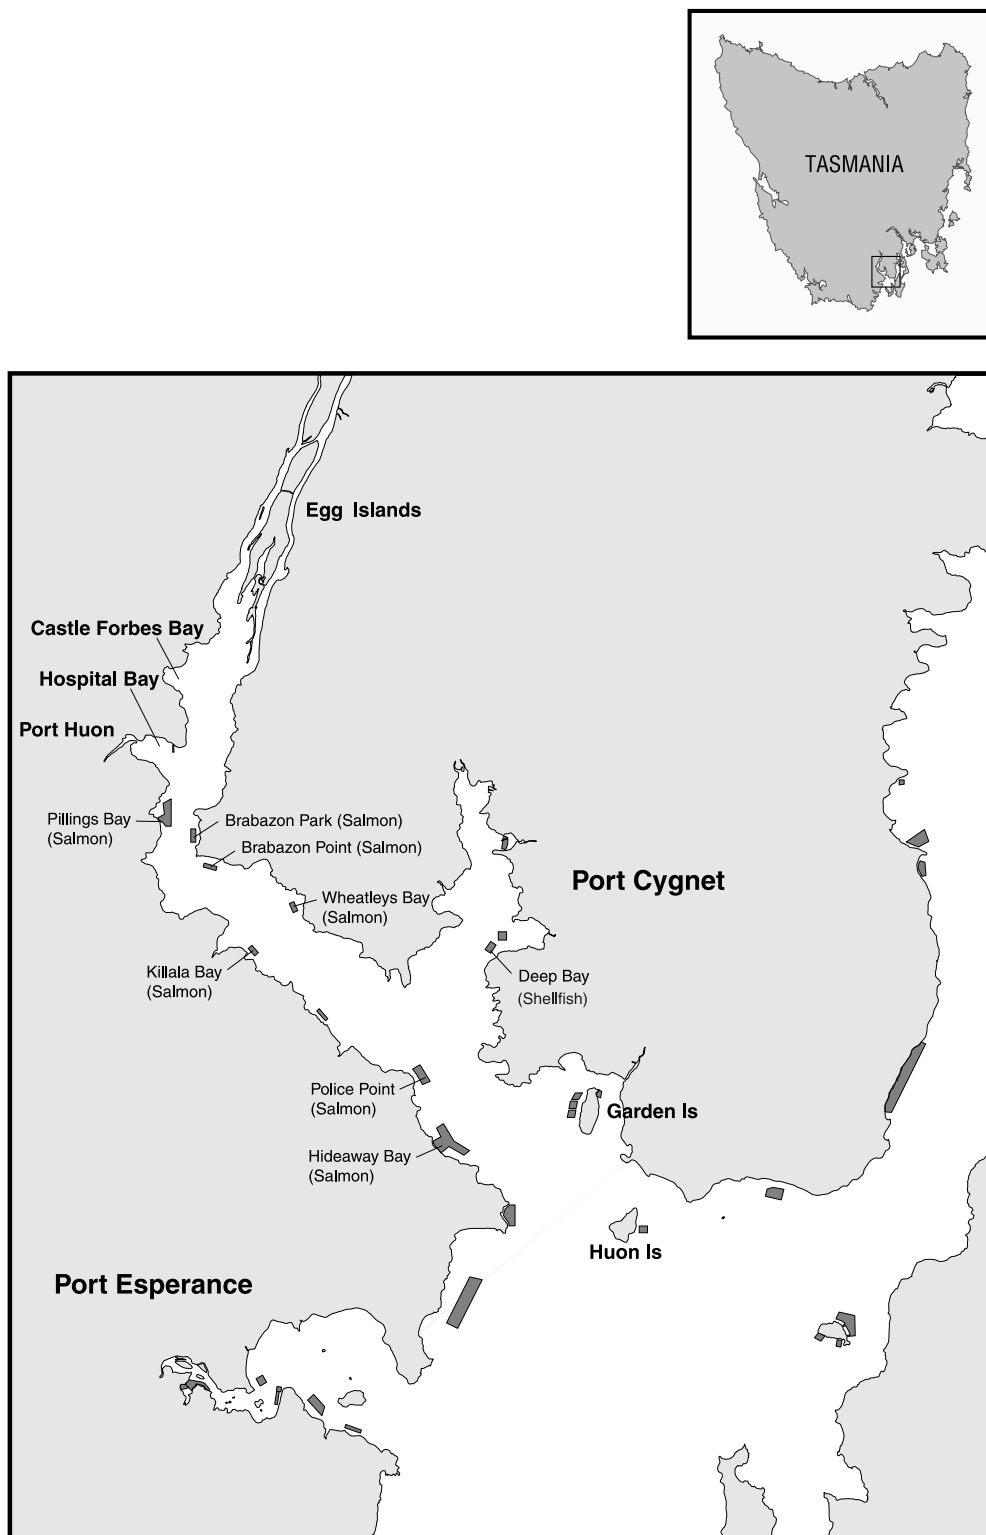 TASMANIA
Egg Islands
Castle Forbes Bay
Hospital Bay
Port Huon
Pillings Bay
(Salmon)
Brabazon Park (Salmon)
Brabazon Point (Salmon)
Port Cygnet
Wheatleys Bay
(Salmon)
Killala Bay
(Salmon)
Deep Bay
(Shellfish)
Police Point
(Salmon)
Garden Is
Hideaway Bay
(Salmon)
Huon Is
Port Esperance